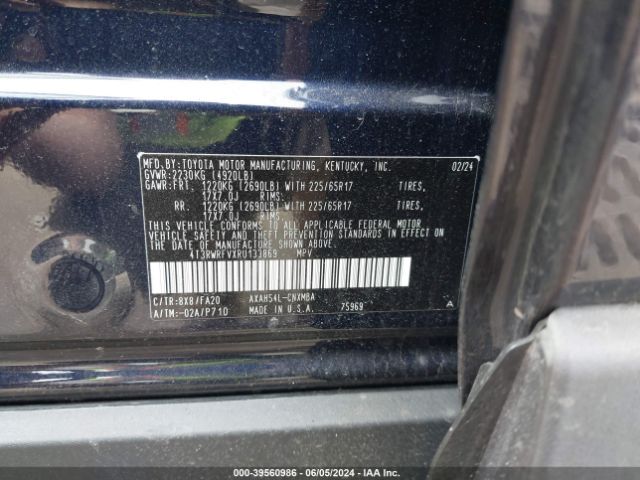 MFD.BY:TOYOTA MOTOR MANUFACTURING, KENTUCKY, INC. 02/24
GVWR:2230KG (4920LB)
GAWR:FRT. 1220KG (2690LB) WITH 225/65R17 TIRES,
17X7.0J RIMS
RR. 1220KG (2690LB) WITH 225/65R17 TIRES,
17X7.0J RIMS
THIS VEHICLE CONFORMS TO ALL APPLICABLE FEDERAL MOTOR
VEHICLE SAFETY AND THEFT PREVENTION STANDARDS IN EFFECT
ON THE DATE OF MANUFACTURE SHOWN ABOVE.
4T3RWRFVXRU131869 MPV
C/TR:8X8/FA20 AXAH54L-CNXMBA
A/TM:-02A/P710 MADE IN U.S.A. 7S969 A
000-39560986 - 06/05/2024 - IAA Inc.